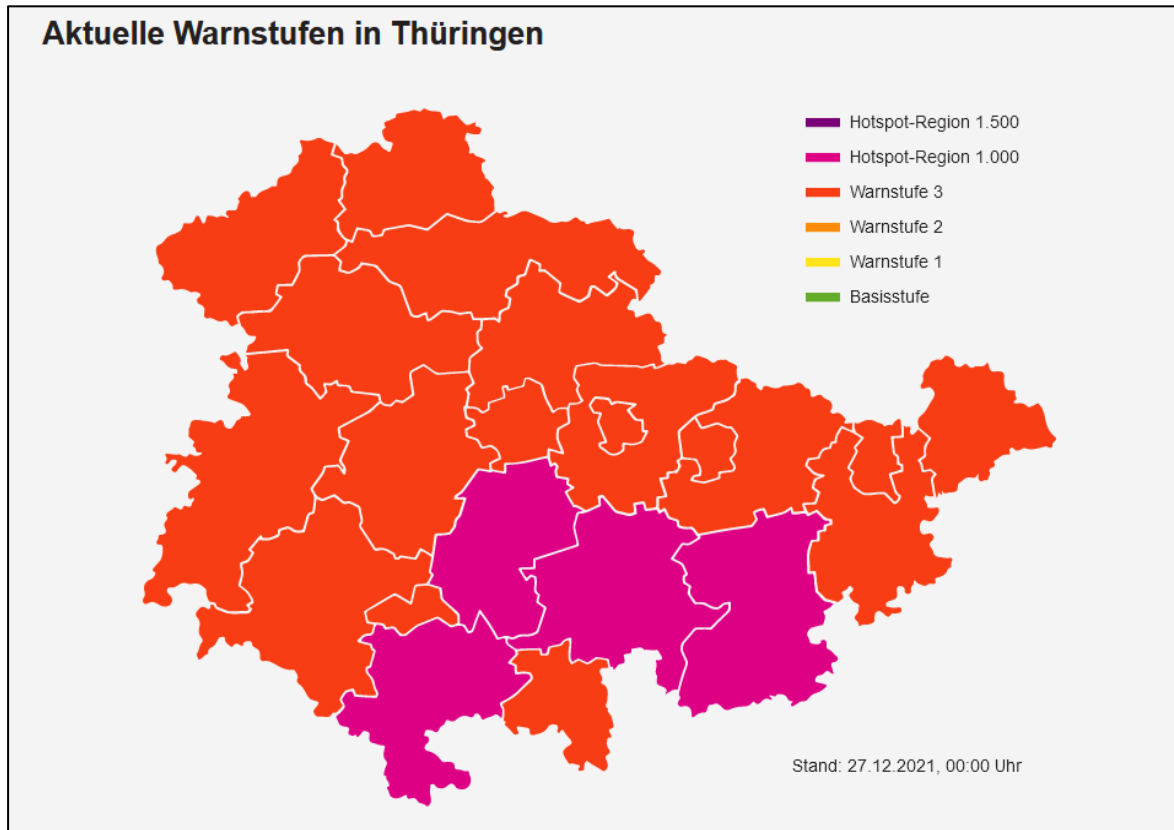 Aktuelle Warnstufen in Thüringen
Hotspot-Region 1.500
Hotspot-Region 1.000
Warnstufe 3
Warnstufe 2
Warnstufe 1
Basisstufe
Stand: 27.12.2021, 00:00 Uhr